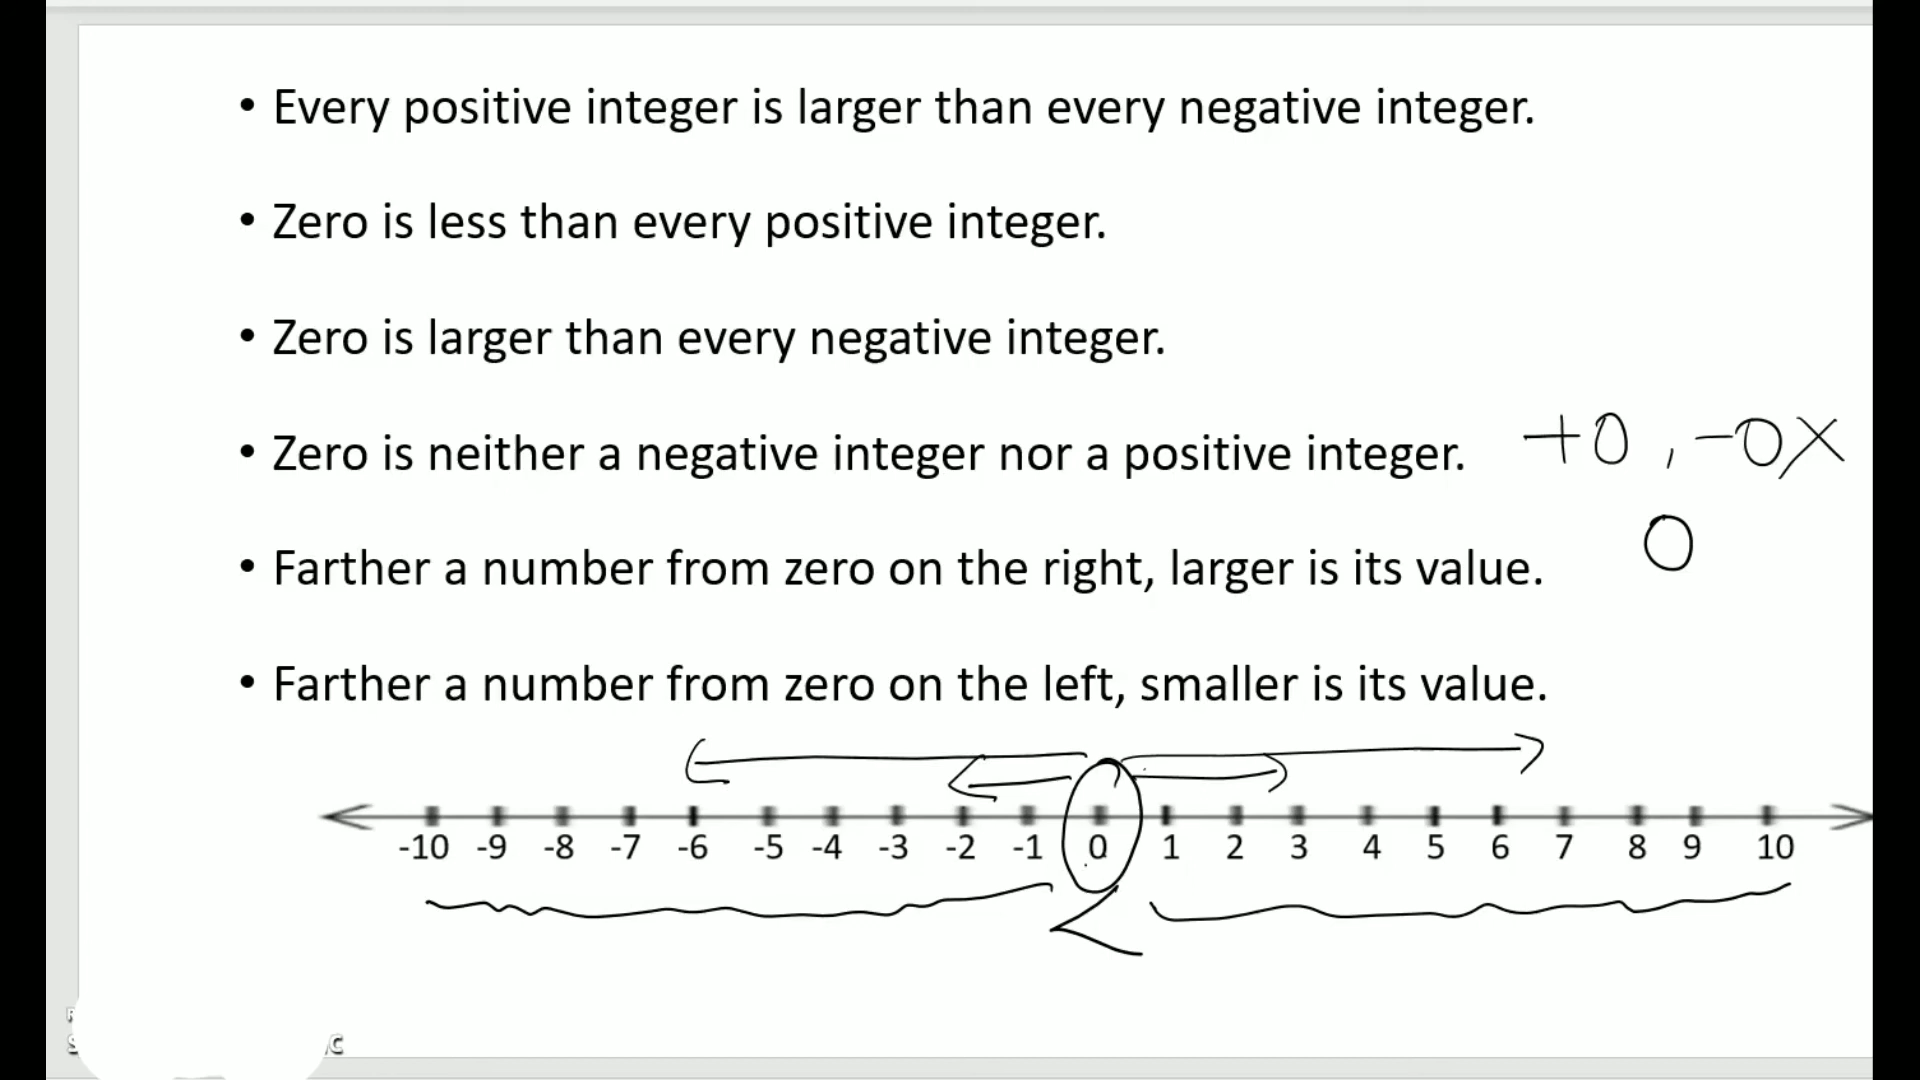 • Every positive integer is larger than every negative integer.
• Zero is less than every positive integer.
• Zero is larger than every negative integer.
• Zero is neither a negative integer nor a positive integer. +0, -0 X
0
• Farther a number from zero on the right, larger is its value.
• Farther a number from zero on the left, smaller is its value.
-10 -9 -8 -7 -6 -5 -4 -3 -2 -1 0 1 2 3 4 5 6 7 8 9 10
<